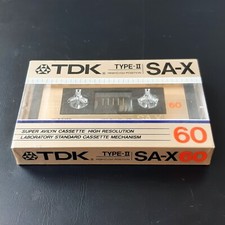 TDK TYPE-II SA-X
60
SUPER AVILYN CASSETTE HIGH RESOLUTION
LABORATORY STANDARD CASSETTE MECHANISM
60
TDK TYPE-II SA-X60